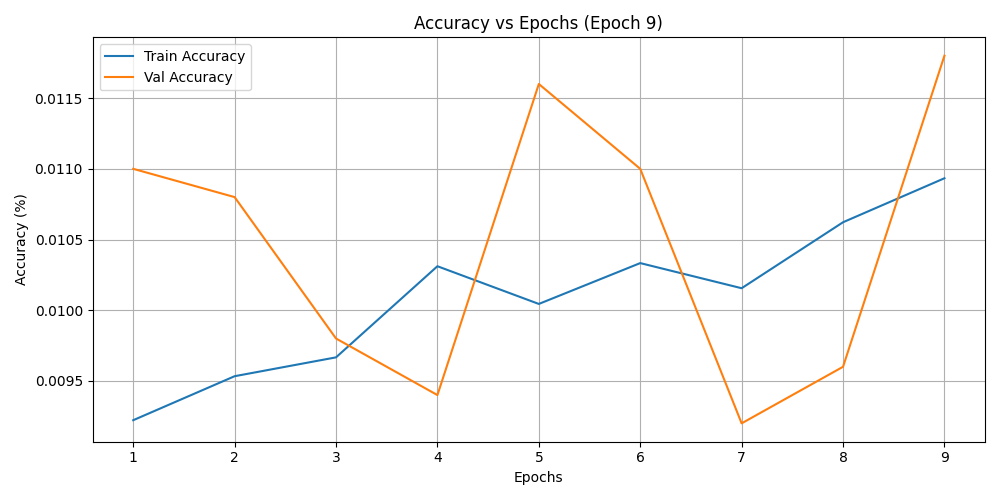 Accuracy vs Epochs (Epoch 9)
Train Accuracy
Val Accuracy
0.0115
0.0110
0.0105
0.0100
0.0095
Accuracy (%)
1 2 3 4 5 6 7 8 9
Epochs